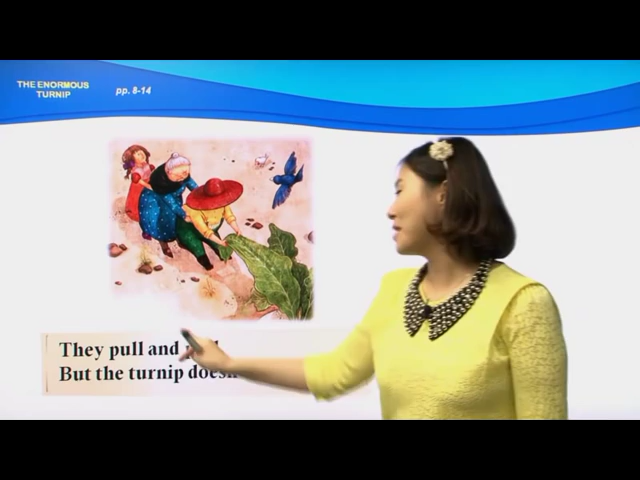 THE ENORMOUS
TURNIP
pp. 8-14
They pull and
But the turnip